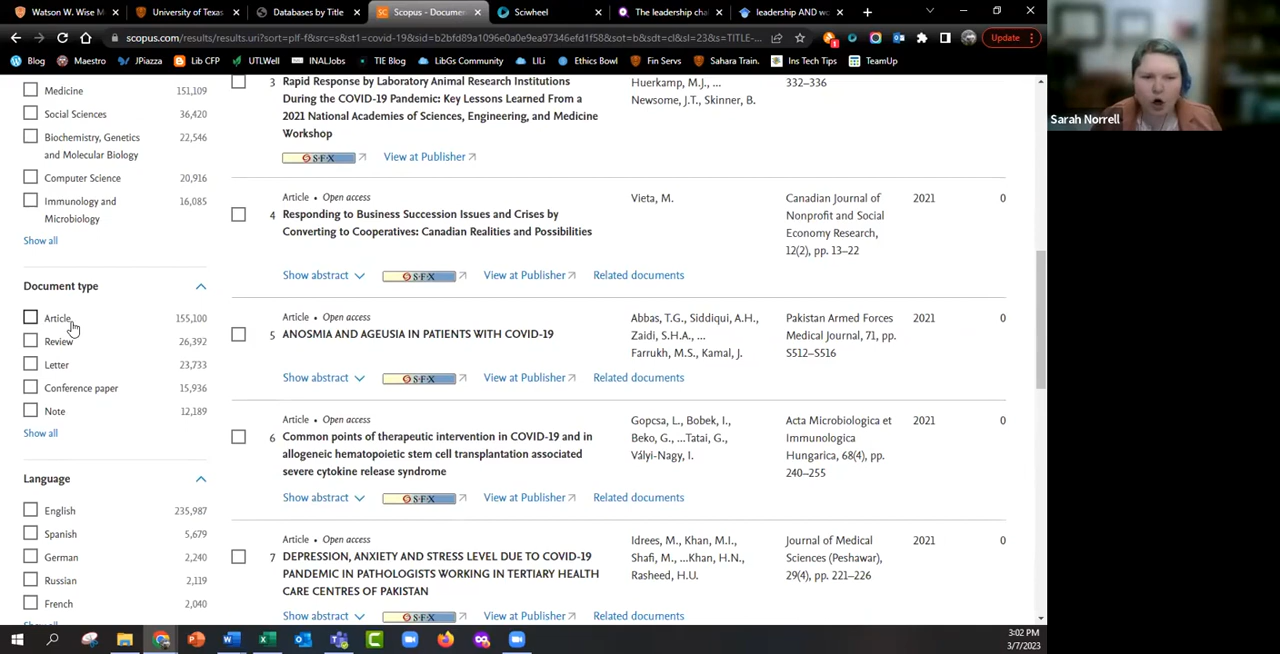 Watson W. Wise M
University of Texas
Databases by Title
Scopus - Docume
Sciwheel
The leadership cha
leadership AND w
scopus.com/results/results.uri?sort=plf-f&src=s&st1=covid-19&sid=b2bfd89a1096e0a0e9ea97346efd1f58&sot=b&sdt=cl&sl=23&s=TITLE-
Update
Blog
Maestro
JPiazza
Lib CFP
UTLWell
INALJobs
TIE Blog
LibGs Community
LILi
Ethics Bowl
Fin Servs
Sahara Train.
Ins Tech Tips
TeamUp
Medicine 151,109
Social Sciences 36,420
Biochemistry, Genetics
and Molecular Biology 22,546
Computer Science 20,916
Immunology and
Microbiology 16,085
Show all
Document type
Article 155,100
Review 26,392
Letter 23,733
Conference paper 15,936
Note 12,189
Show all
Language
English 235,987
Spanish 5,679
German 2,240
Russian 2,119
French 2,040
3 Rapid Response by Laboratory Animal Research Institutions
During the COVID-19 Pandemic: Key Lessons Learned From a
2021 National Academies of Sciences, Engineering, and Medicine
Workshop
Huerkamp, M.J., ...
Newsome, J.T., Skinner, B.
332–336
S·F·X View at Publisher
Article • Open access
4 Responding to Business Succession Issues and Crises by
Converting to Cooperatives: Canadian Realities and Possibilities
Vieta, M.
Canadian Journal of
Nonprofit and Social
Economy Research,
12(2), pp. 13–22
2021 0
Show abstract S·F·X View at Publisher Related documents
Article • Open access
5 ANOSMIA AND AGEUSIA IN PATIENTS WITH COVID-19
Abbas, T.G., Siddiqui, A.H.,
Zaidi, S.H.A., ...
Farrukh, M.S., Kamal, J.
Pakistan Armed Forces
Medical Journal, 71, pp.
S512–S516
2021 0
Show abstract S·F·X View at Publisher Related documents
Article • Open access
6 Common points of therapeutic intervention in COVID-19 and in
allogeneic hematopoietic stem cell transplantation associated
severe cytokine release syndrome
Gopcsa, L., Bobek, I.,
Beko, G., ...Tatai, G.,
Vályi-Nagy, I.
Acta Microbiologica et
Immunologica
Hungarica, 68(4), pp.
240–255
2021 0
Show abstract S·F·X View at Publisher Related documents
Article • Open access
7 DEPRESSION, ANXIETY AND STRESS LEVEL DUE TO COVID-19
PANDEMIC IN PATHOLOGISTS WORKING IN TERTIARY HEALTH
CARE CENTRES OF PAKISTAN
Idrees, M., Khan, M.I.,
Shafi, M., ...Khan, H.N.,
Rasheed, H.U.
Journal of Medical
Sciences (Peshawar),
29(4), pp. 221–226
2021 0
Show abstract S·F·X View at Publisher Related documents
Sarah Norrell
3:02 PM
3/7/2023